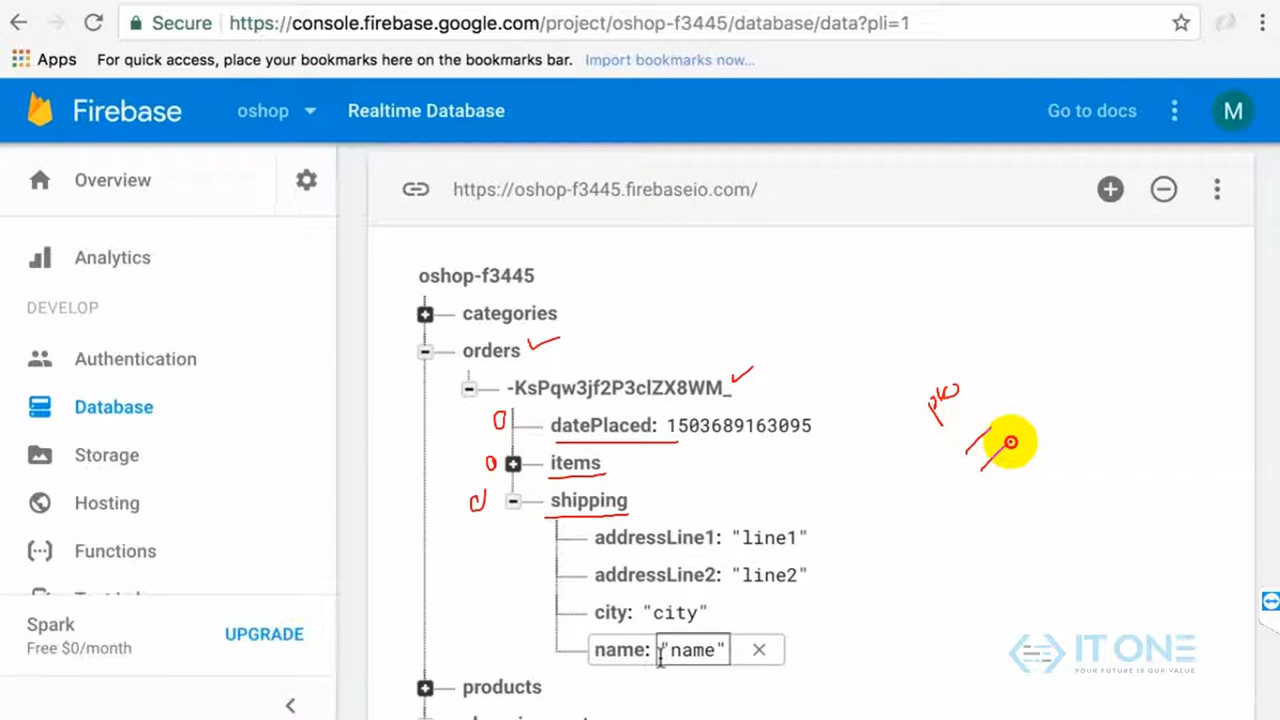 Secure https://console.firebase.google.com/project/oshop-f3445/database/data?pli=1
Apps For quick access, place your bookmarks here on the bookmarks bar. Import bookmarks now...
Firebase oshop Realtime Database Go to docs M
Overview
https://oshop-f3445.firebaseio.com/
Analytics
DEVELOP
Authentication
Database
Storage
Hosting
Functions
Spark
Free $0/month
UPGRADE
oshop-f3445
categories
orders
-KsPqw3jf2P3clZX8WM_
datePlaced: 1503689163095
items
shipping
addressLine1: "line1"
addressLine2: "line2"
city: "city"
name: "name"
products
IT ONE
YOUR FUTURE IS OUR VALUE